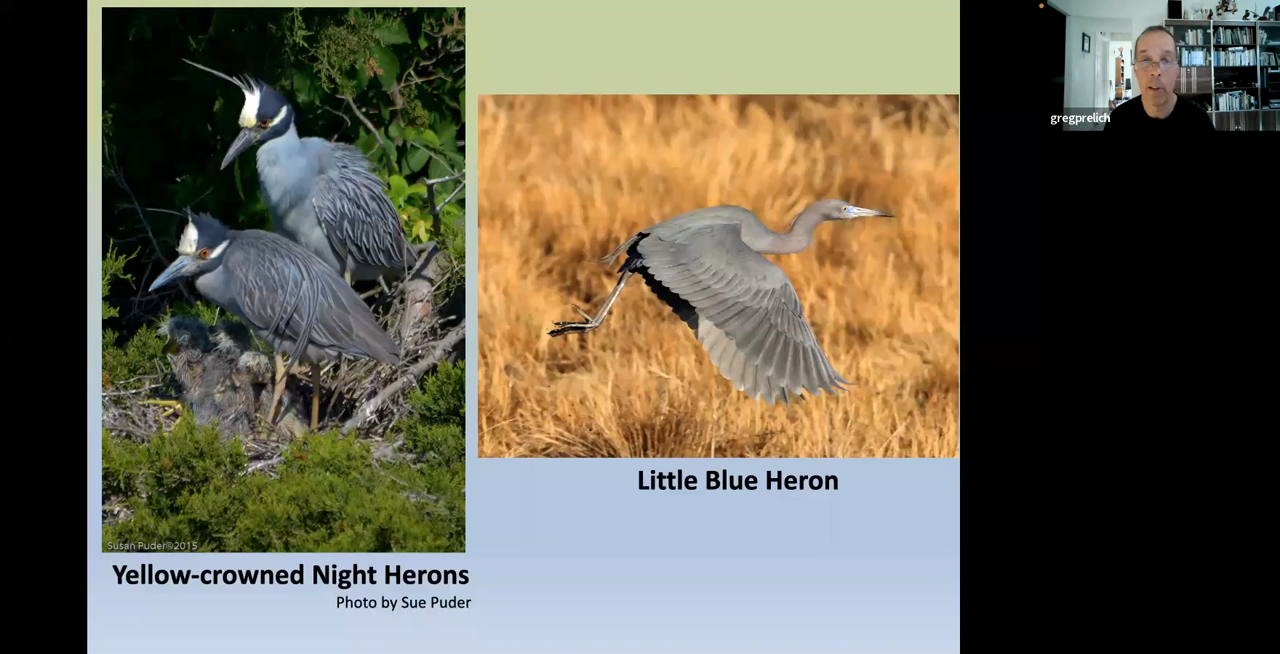 gregprelich
Little Blue Heron
Susan Puder©2015
Yellow-crowned Night Herons
Photo by Sue Puder